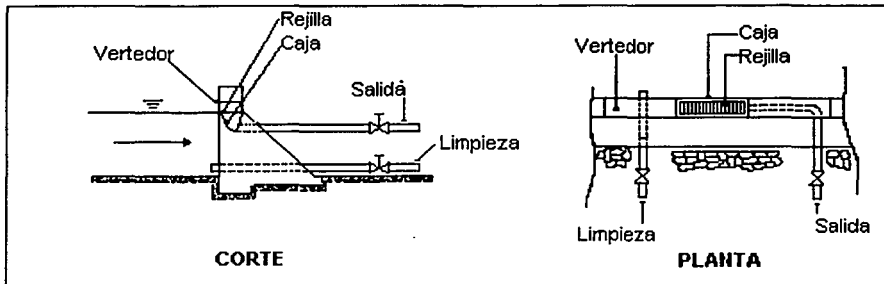 Rejilla
Caja
Vertedor
Salida
Limpieza
CORTE
Caja
Vertedor
Rejilla
Limpieza
Salida
PLANTA